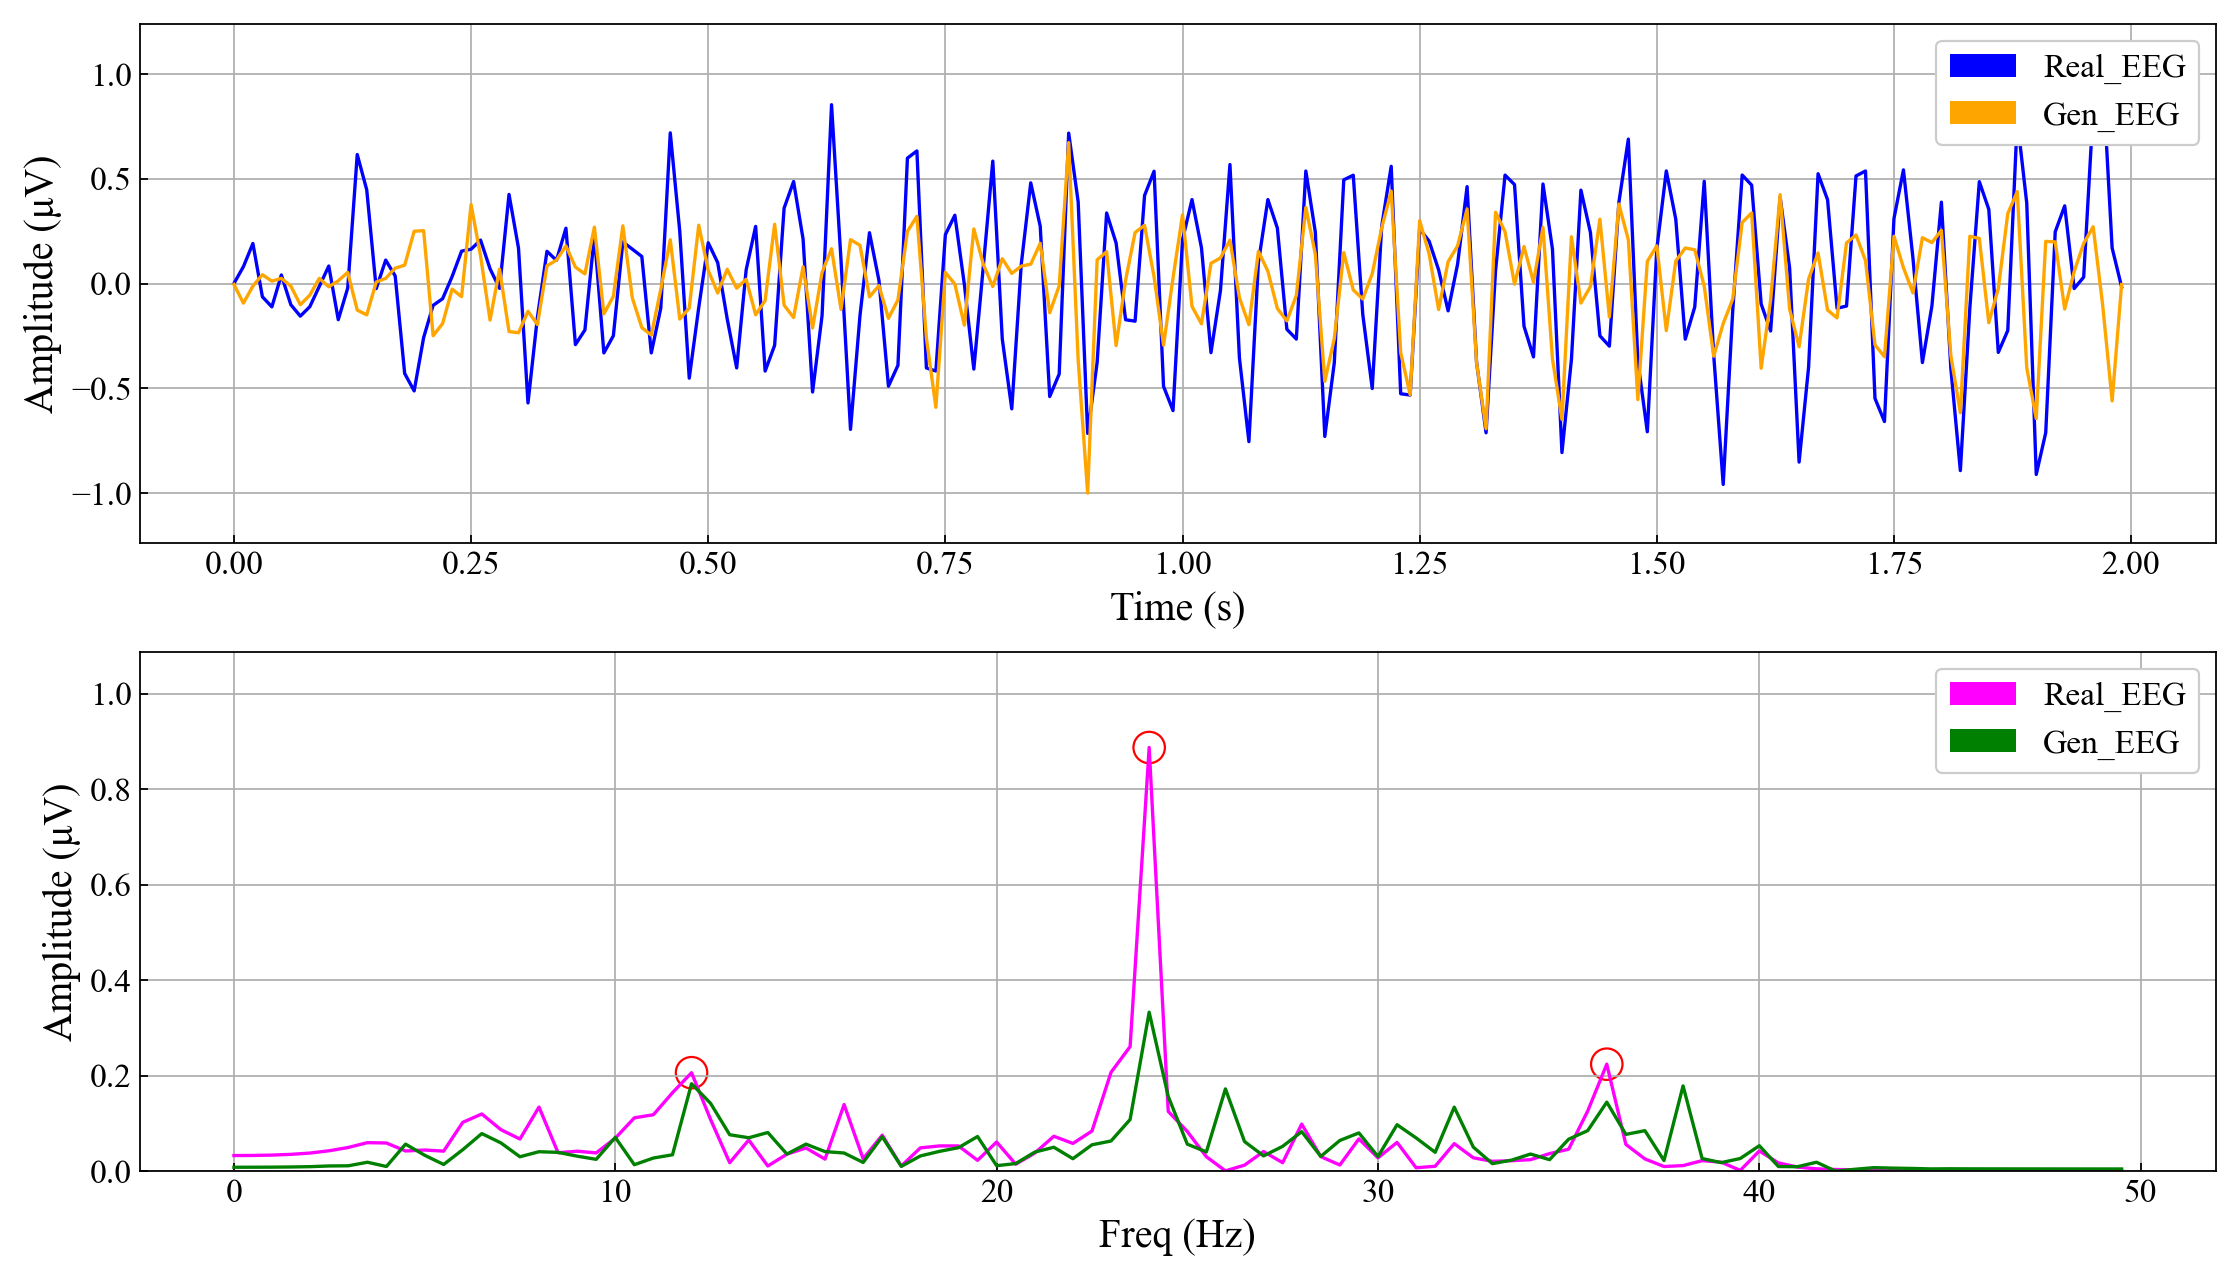 Amplitude (µV)
1.0
0.5
0.0
−0.5
−1.0
Real_EEG
Gen_EEG
0.00 0.25 0.50 0.75 1.00 1.25 1.50 1.75 2.00
Time (s)
Amplitude (µV)
1.0
0.8
0.6
0.4
0.2
0.0
Real_EEG
Gen_EEG
0 10 20 30 40 50
Freq (Hz)